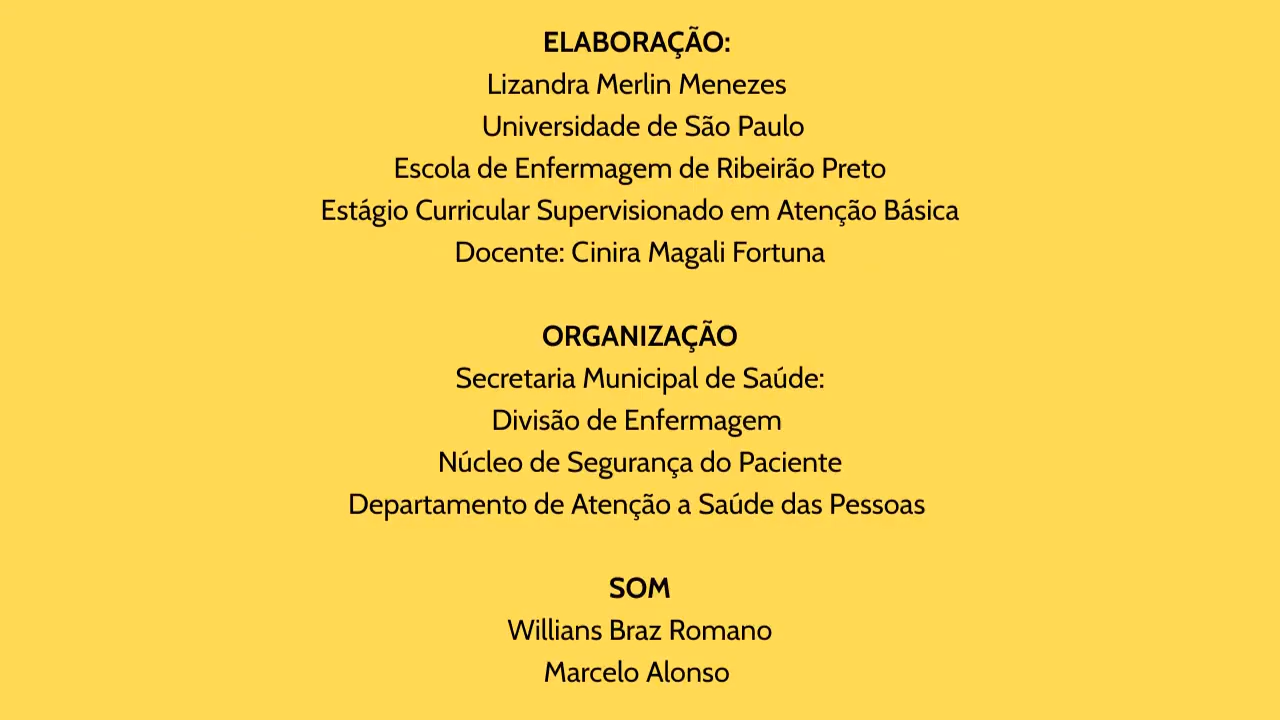 ELABORAÇÃO:
Lizandra Merlin Menezes
Universidade de São Paulo
Escola de Enfermagem de Ribeirão Preto
Estágio Curricular Supervisionado em Atenção Básica
Docente: Cinira Magali Fortuna
ORGANIZAÇÃO
Secretaria Municipal de Saúde:
Divisão de Enfermagem
Núcleo de Segurança do Paciente
Departamento de Atenção a Saúde das Pessoas
SOM
Willians Braz Romano
Marcelo Alonso